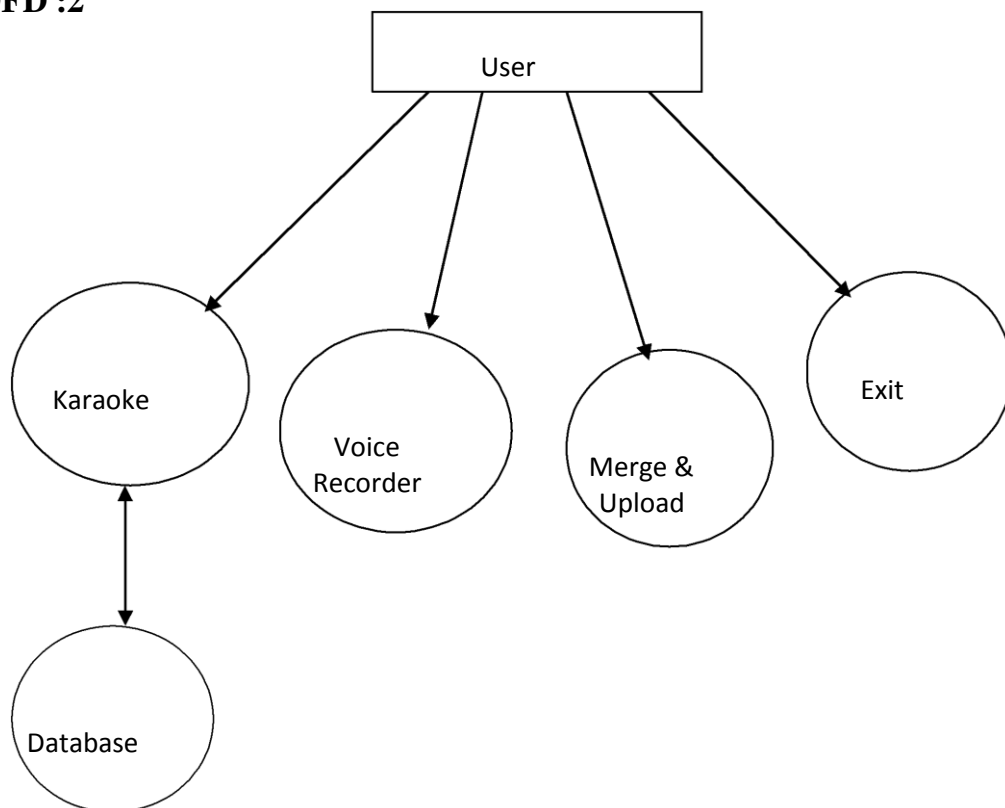 FD :2
User
Karaoke
Voice
Recorder
Merge &
Upload
Exit
Database